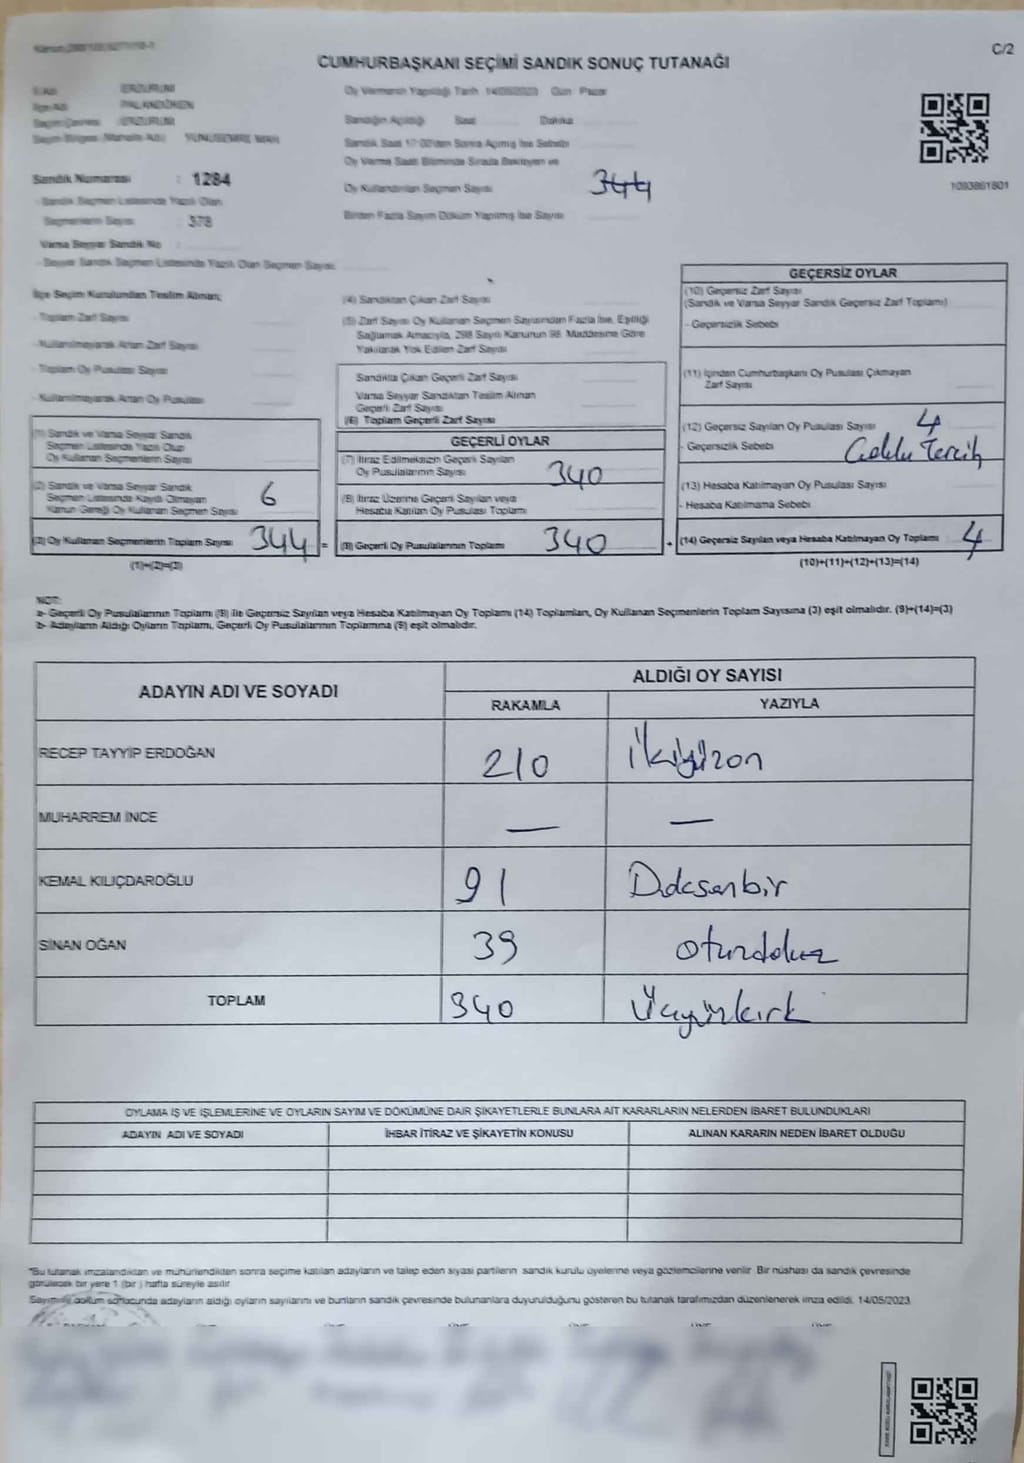 C/2
CUMHURBAŞKANI SEÇİMİ SANDIK SONUÇ TUTANAĞI
İli Adı : ERZURUM
İlçe Adı : PALANDÖKEN
Seçim Çevresi : ERZURUM
Seçim Bölgesi (Mahalle Adı) : YUNUSEMRE MAH.
Oy Vermenin Yapıldığı Tarih 14/05/2023 Gün Pazar
Sandığın Açıldığı Saat Dakika
Sandık Saat 17:00'den Sonra Açılmış İse Sebebi
Oy Verme Saati Bitiminde Sırada Bekleyen ve
Oy Kullandırılan Seçmen Sayısı 344
Birden Fazla Sayım Döküm Yapılmış İse Sayısı
1093861801
Sandık Numarası : 1284
- Sandık Seçmen Listesinde Yazılı Olan
Seçmenlerin Sayısı : 378
Varsa Seyyar Sandık No :
- Seyyar Sandık Seçmen Listesinde Yazılı Olan Seçmen Sayısı
İlçe Seçim Kurulundan Teslim Alınan;
- Toplam Zarf Sayısı
- Kullanılmayarak Artan Zarf Sayısı
- Toplam Oy Pusulası Sayısı
- Kullanılmayarak Artan Oy Pusulası
(4) Sandıktan Çıkan Zarf Sayısı
(5) Zarf Sayısı Oy Kullanan Seçmen Sayısından Fazla İse, Eşitliği
Sağlamak Amacıyla, 298 Sayılı Kanunun 98. Maddesine Göre
Yakılarak Yok Edilen Zarf Sayısı
Sandıkta Çıkan Geçerli Zarf Sayısı
Varsa Seyyar Sandıktan Teslim Alınan
Geçerli Zarf Sayısı
(6) Toplam Geçerli Zarf Sayısı
GEÇERSİZ OYLAR
(10) Geçersiz Zarf Sayısı
(Sandık ve Varsa Seyyar Sandık Geçersiz Zarf Toplamı)
- Geçersizlik Sebebi
(11) İçinden Cumhurbaşkanı Oy Pusulası Çıkmayan
Zarf Sayısı
(12) Geçersiz Sayılan Oy Pusulası Sayısı 4
- Geçersizlik Sebebi Çoklu Tercih
(13) Hesaba Katılmayan Oy Pusulası Sayısı
- Hesaba Katılmama Sebebi
(14) Geçersiz Sayılan veya Hesaba Katılmayan Oy Toplamı 4
(10)+(11)+(12)+(13)=(14)
(1) Sandık ve Varsa Seyyar Sandık
Seçmen Listesinde Yazılı Olup
Oy Kullanan Seçmenlerin Sayısı
(2) Sandık ve Varsa Seyyar Sandık
Seçmen Listesinde Kaydı Olmayan
Kanun Gereği Oy Kullanan Seçmen Sayısı 6
(3) Oy Kullanan Seçmenlerin Toplam Sayısı 344 =
(1)+(2)=(3)
GEÇERLİ OYLAR
(7) İtiraz Edilmeksizin Geçerli Sayılan
Oy Pusulalarının Sayısı 340
(8) İtiraz Üzerine Geçerli Sayılan veya
Hesaba Katılan Oy Pusulası Toplamı
(9) Geçerli Oy Pusulalarının Toplamı 340 +
NOT:
a- Geçerli Oy Pusulalarının Toplamı (9) ile Geçersiz Sayılan veya Hesaba Katılmayan Oy Toplamı (14) Toplamları, Oy Kullanan Seçmenlerin Toplam Sayısına (3) eşit olmalıdır. (9)+(14)=(3)
b- Adayların Aldığı Oyların Toplamı, Geçerli Oy Pusulalarının Toplamına (9) eşit olmalıdır.
ADAYIN ADI VE SOYADI
ALDIĞI OY SAYISI
RAKAMLA YAZIYLA
RECEP TAYYİP ERDOĞAN 210 İkiyüzon
MUHARREM İNCE — —
KEMAL KILIÇDAROĞLU 91 Doksanbir
SİNAN OĞAN 39 Otuzdokuz
TOPLAM 340 Üçyüzkırk
OYLAMA İŞ VE İŞLEMLERİNE VE OYLARIN SAYIM VE DÖKÜMÜNE DAİR ŞİKAYETLERLE BUNLARA AİT KARARLARIN NELERDEN İBARET BULUNDUKLARI
ADAYIN ADI VE SOYADI İHBAR İTİRAZ VE ŞİKAYETİN KONUSU ALINAN KARARIN NEDEN İBARET OLDUĞU
"Bu tutanak imzalandıktan ve mühürlendikten sonra seçime katılan adayların ve talep eden siyasi partilerin sandık kurulu üyelerine veya gözlemcilerine verilir. Bir nüshası da sandık çevresinde
görülecek bir yere 1 (bir ) hafta süreyle asılır.
Sayım ve döküm sonucunda adayların aldığı oyların sayılarını ve bunların sandık çevresinde bulunanlara duyurulduğunu gösteren bu tutanak tarafımızdan düzenlenerek imza edildi. 14/05/2023